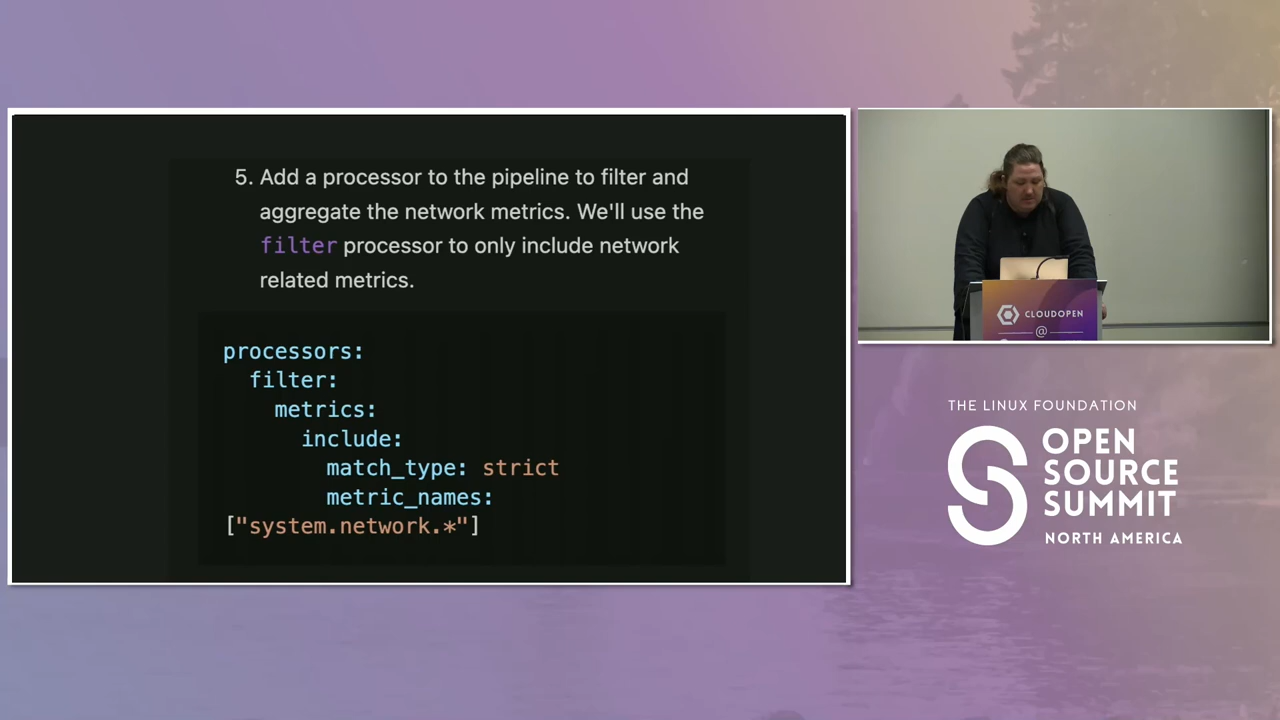 5. Add a processor to the pipeline to filter and
aggregate the network metrics. We'll use the
filter processor to only include network
related metrics.
processors:
filter:
metrics:
include:
match_type: strict
metric_names:
["system.network.*"]
CLOUDOPEN
@
THE LINUX FOUNDATION
OPEN
SOURCE
SUMMIT
NORTH AMERICA